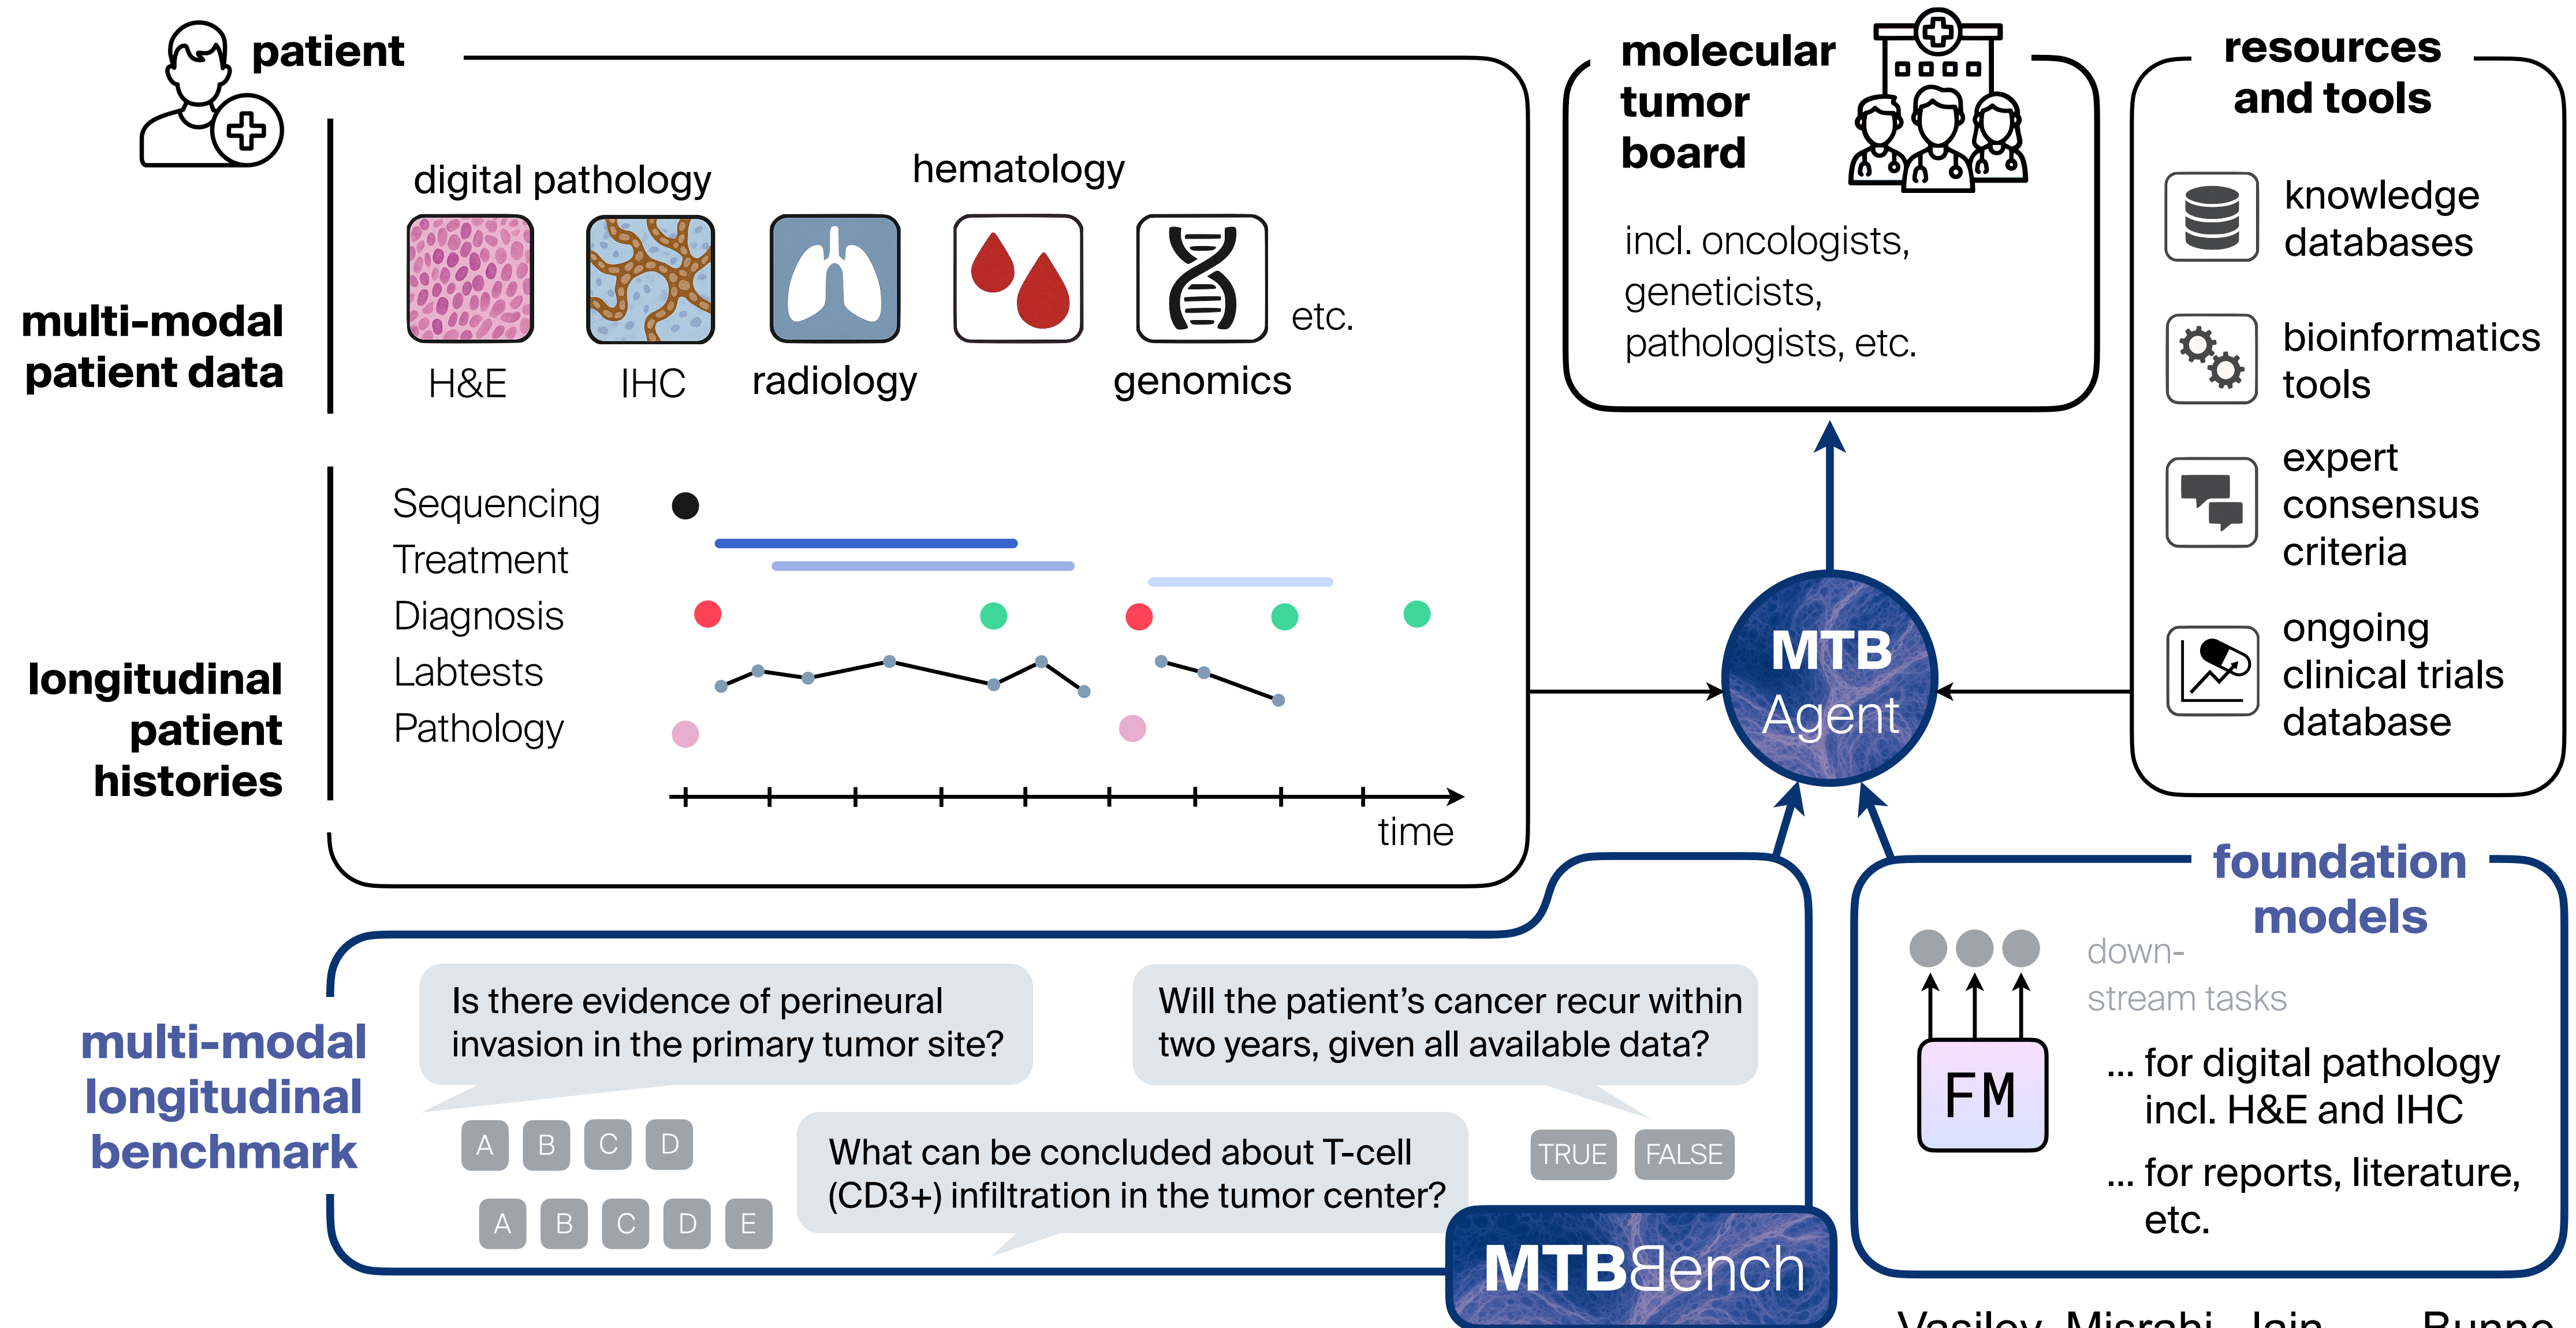 patient
multi-modal
patient data
digital pathology
hematology
H&E
IHC
radiology
genomics
etc.
longitudinal
patient
histories
Sequencing
Treatment
Diagnosis
Labtests
Pathology
time
molecular
tumor
board
incl. oncologists,
geneticists,
pathologists, etc.
resources
and tools
knowledge
databases
bioinformatics
tools
expert
consensus
criteria
ongoing
clinical trials
database
MTB
Agent
multi-modal
longitudinal
benchmark
Is there evidence of perineural
invasion in the primary tumor site?
A B C D
Will the patient's cancer recur within
two years, given all available data?
TRUE FALSE
What can be concluded about T-cell
(CD3+) infiltration in the tumor center?
A B C D E
MTBBench
foundation
models
down-
stream tasks
FM
... for digital pathology
incl. H&E and IHC
... for reports, literature,
etc.
Vasilev Misrahi Jain Bunne